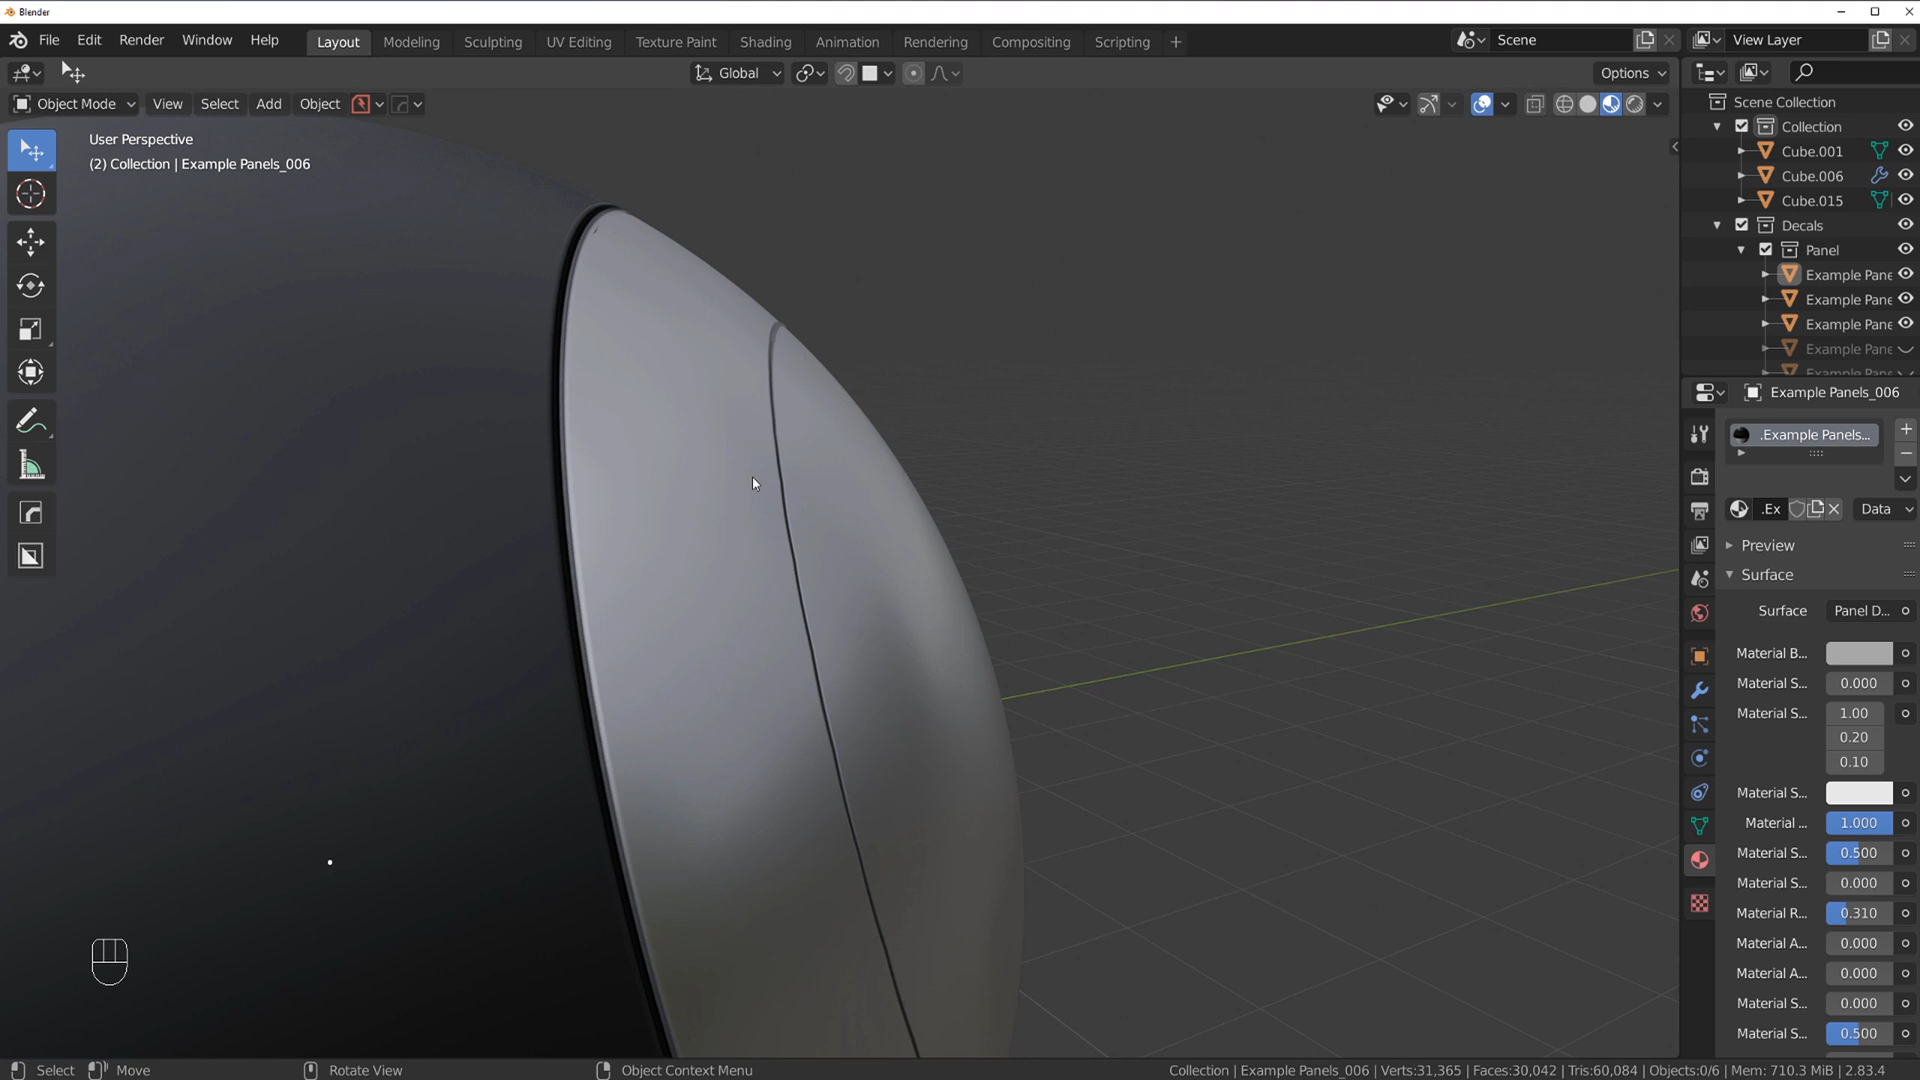 Blender
File Edit Render Window Help Layout Modeling Sculpting UV Editing Texture Paint Shading Animation Rendering Compositing Scripting + Scene View Layer
Global Options
Object Mode View Select Add Object
User Perspective
(2) Collection | Example Panels_006
Scene Collection
Collection
Cube.001
Cube.006
Cube.015
Decals
Panel
Example Pane
Example Pane
Example Pane
Example Pane
Example Pane
Example Panels_006
.Example Panels...
.Ex Data
Preview
Surface
Surface Panel D...
Material B...
Material S... 0.000
Material S... 1.00
0.20
0.10
Material S...
Material ... 1.000
Material S... 0.500
Material S... 0.000
Material R... 0.310
Material A... 0.000
Material A... 0.000
Material S... 0.000
Material S... 0.500
Select Move Rotate View Object Context Menu Collection | Example Panels_006 | Verts:31,365 | Faces:30,042 | Tris:60,084 | Objects:0/6 | Mem: 710.3 MiB | 2.83.4